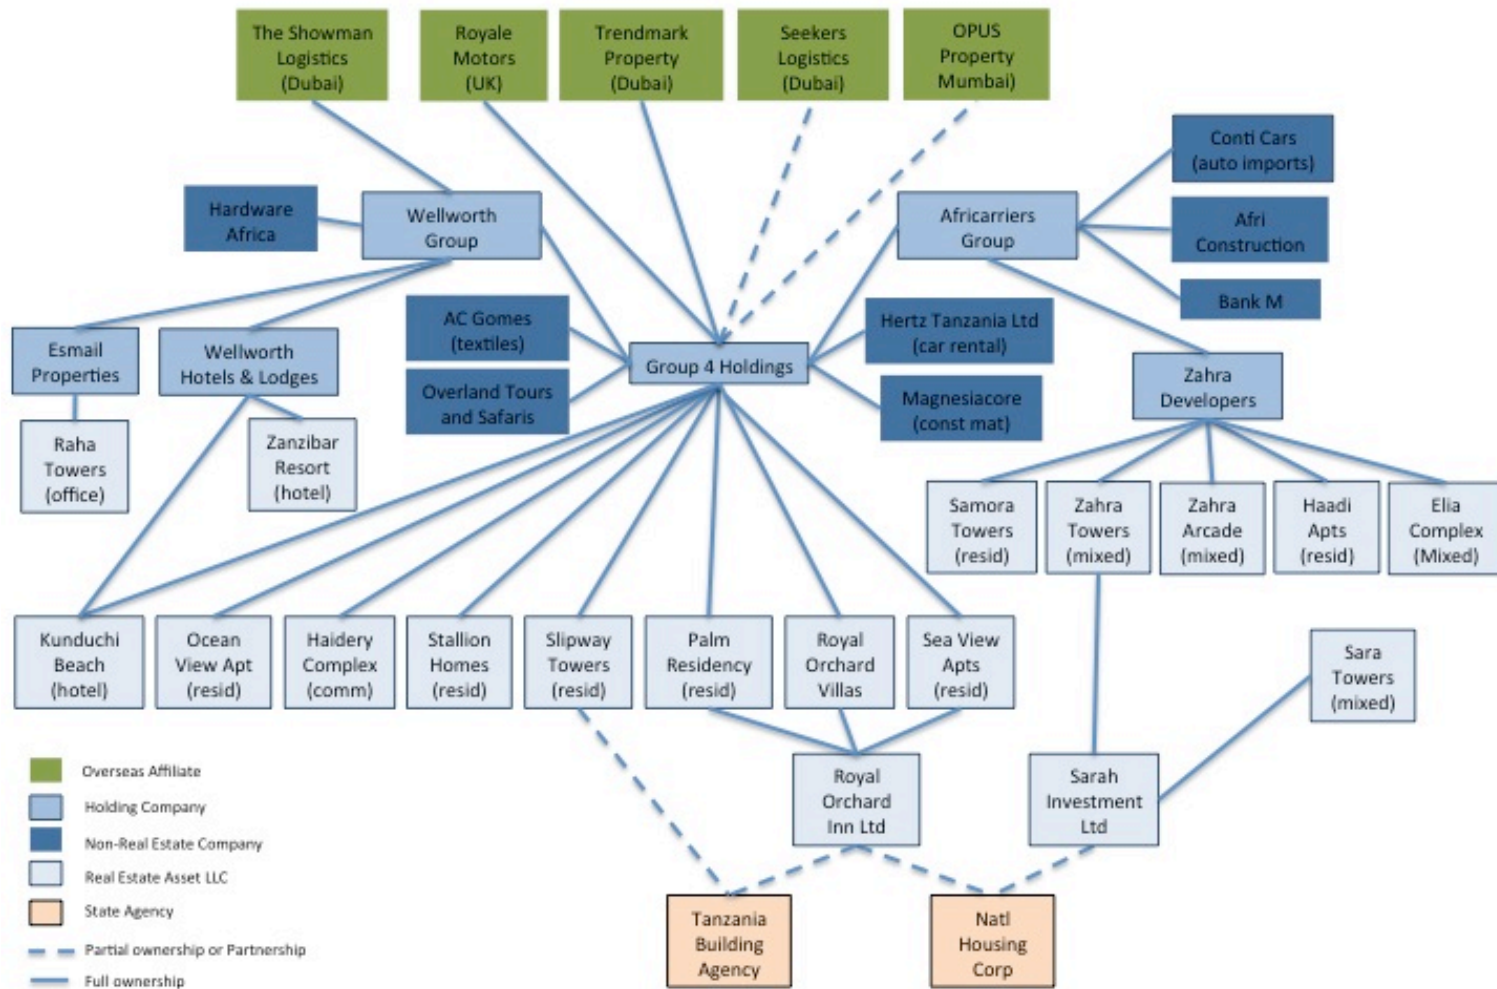 The Showman
Logistics
(Dubai)
Royale
Motors
(UK)
Trendmark
Property
(Dubai)
Seekers
Logistics
(Dubai)
OPUS
Property
Mumbai)
Conti Cars
(auto imports)
Hardware
Africa
Wellworth
Group
Africarriers
Group
Afri
Construction
Bank M
AC Gomes
(textiles)
Hertz Tanzania Ltd
(car rental)
Esmail
Properties
Wellworth
Hotels & Lodges
Group 4 Holdings
Zahra
Developers
Overland Tours
and Safaris
Magnesiacore
(const mat)
Raha
Towers
(office)
Zanzibar
Resort
(hotel)
Samora
Towers
(resid)
Zahra
Towers
(mixed)
Zahra
Arcade
(mixed)
Haadi
Apts
(resid)
Elia
Complex
(Mixed)
Kunduchi
Beach
(hotel)
Ocean
View Apt
(resid)
Haidery
Complex
(comm)
Stallion
Homes
(resid)
Slipway
Towers
(resid)
Palm
Residency
(resid)
Royal
Orchard
Villas
Sea View
Apts
(resid)
Sara
Towers
(mixed)
Royal
Orchard
Inn Ltd
Sarah
Investment
Ltd
Tanzania
Building
Agency
Natl
Housing
Corp
Overseas Affiliate
Holding Company
Non-Real Estate Company
Real Estate Asset LLC
State Agency
Partial ownership or Partnership
Full ownership